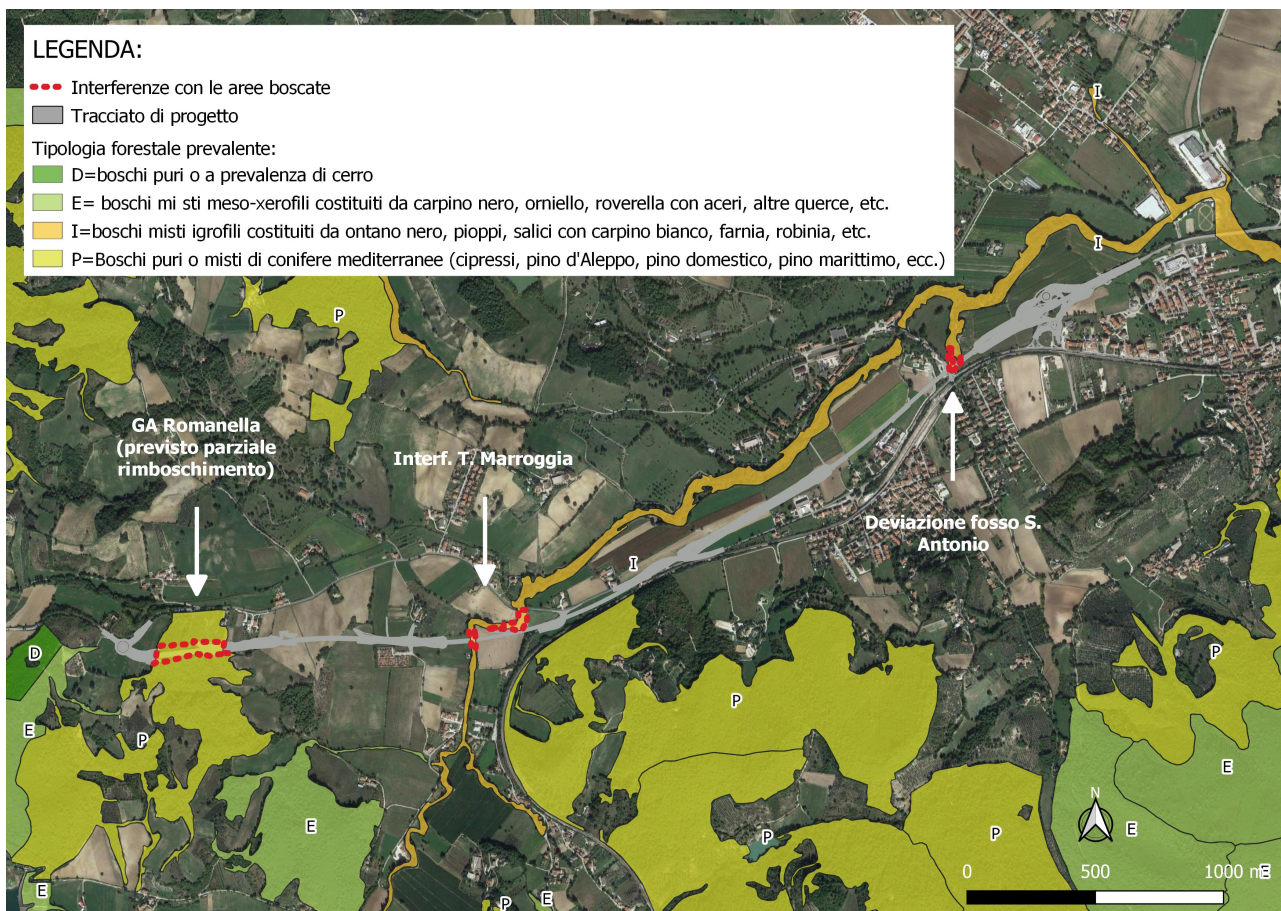 LEGENDA:
Interferenze con le aree boscate
Tracciato di progetto
Tipologia forestale prevalente:
D=boschi puri o a prevalenza di cerro
E= boschi mi sti meso-xerofili costituiti da carpino nero, orniello, roverella con aceri, altre querce, etc.
I=boschi misti igrofili costituiti da ontano nero, pioppi, salici con carpino bianco, farnia, robinia, etc.
P=Boschi puri o misti di conifere mediterranee (cipressi, pino d'Aleppo, pino domestico, pino marittimo, ecc.)
I
I
P
GA Romanella
(previsto parziale
rimboschimento)
Interf. T. Marroggia
Deviazione fosso S.
Antonio
I
D
P
E
P
P
E
E
P
P
E
N
0
500
1000 m
E
E
P
E